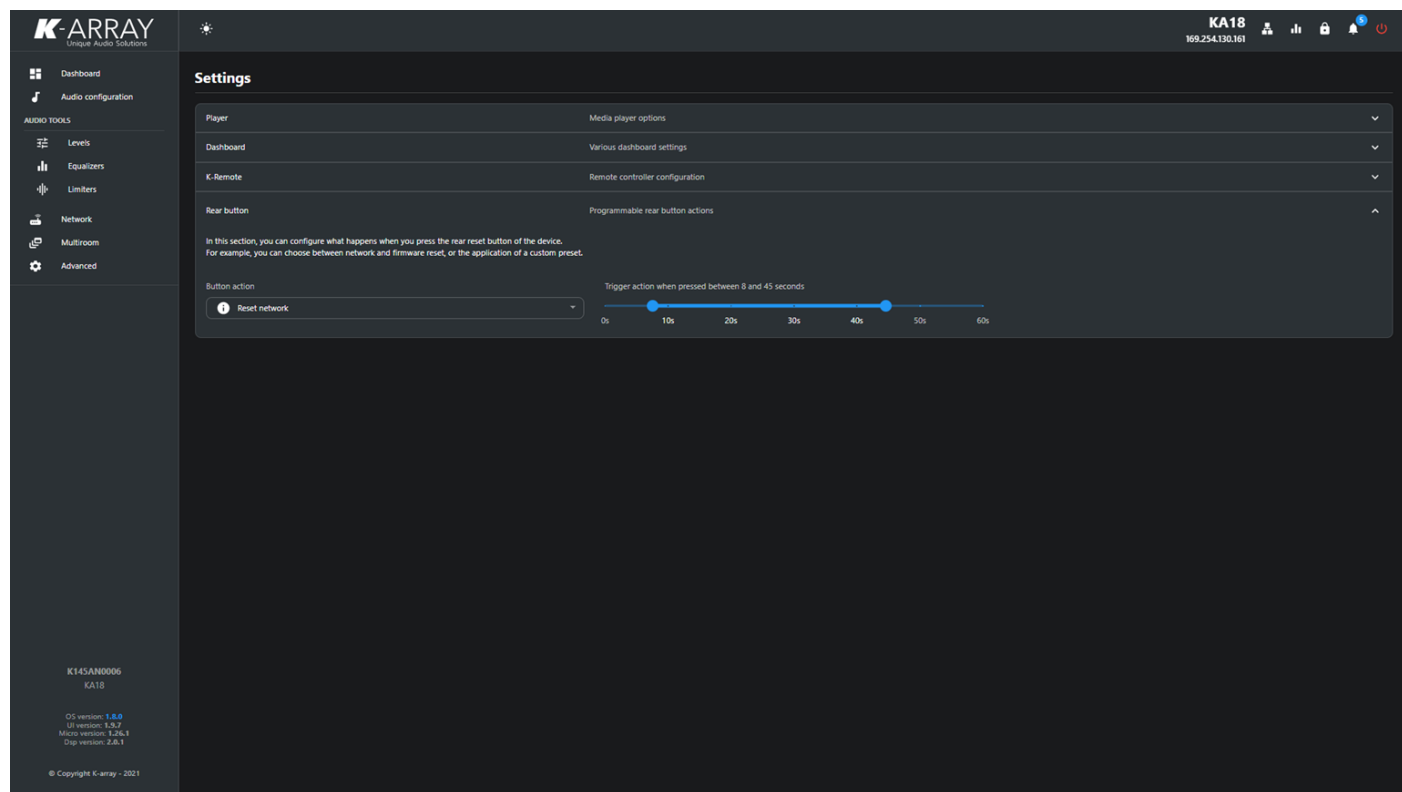 K-ARRAY
Unique Audio Solutions
KA18
169.254.130.161
5
Dashboard
Audio configuration
AUDIO TOOLS
Levels
Equalizers
Limiters
Network
Multiroom
Advanced
Settings
Player Media player options
Dashboard Various dashboard settings
K-Remote Remote controller configuration
Rear button Programmable rear button actions
In this section, you can configure what happens when you press the rear reset button of the device.
For example, you can choose between network and firmware reset, or the application of a custom preset.
Button action Trigger action when pressed between 8 and 45 seconds
Reset network
0s 10s 20s 30s 40s 50s 60s
K145AN0006
KA18
OS version: 1.8.0
UI version: 1.9.7
Micro version: 1.26.1
Dsp version: 2.0.1
© Copyright K-array - 2021